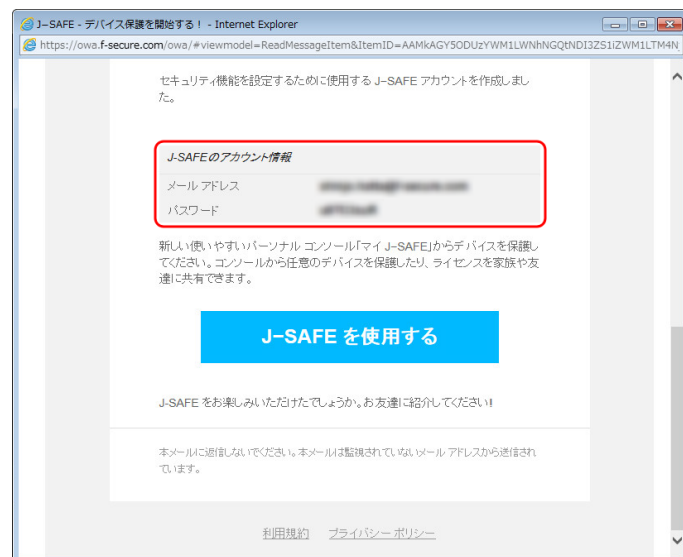 J-SAFE - デバイス保護を開始する！ - Internet Explorer
https://owa.f-secure.com/owa/#viewmodel=ReadMessageItem&ItemID=AAMkAGY5ODUzYWM1LWNhNGQtNDI3ZS1iZWM1LTM4N
セキュリティ機能を設定するために使用する J-SAFE アカウントを作成しまし
た。
J-SAFEのアカウント情報
メール アドレス
パスワード
新しい使いやすいパーソナル コンソール「マイ J-SAFE」からデバイスを保護し
てください。コンソールから任意のデバイスを保護したり、ライセンスを家族や友
達に共有できます。
J-SAFE を使用する
J-SAFE をお楽しみいただけたでしょうか。お友達に紹介してください!
本メールに返信しないでください。本メールは監視されていないメール アドレスから送信され
ています。
利用規約 プライバシー ポリシー